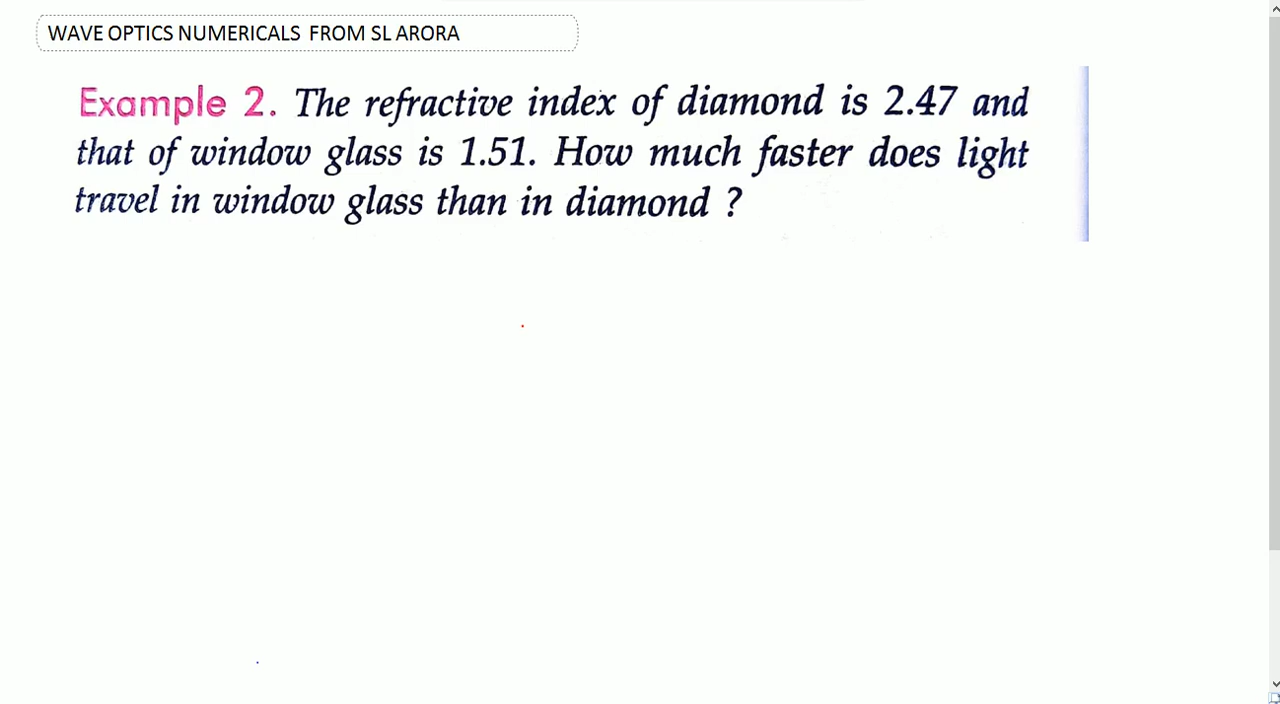 WAVE OPTICS NUMERICALS FROM SL ARORA
Example 2. The refractive index of diamond is 2.47 and
that of window glass is 1.51. How much faster does light
travel in window glass than in diamond ?